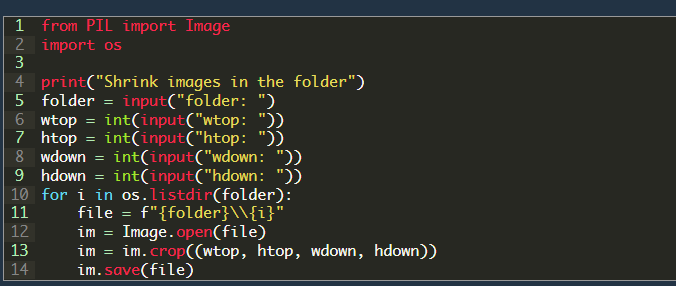 1 from PIL import Image
2 import os
3
4 print("Shrink images in the folder")
5 folder = input("folder: ")
6 wtop = int(input("wtop: "))
7 htop = int(input("htop: "))
8 wdown = int(input("wdown: "))
9 hdown = int(input("hdown: "))
10 for i in os.listdir(folder):
11     file = f"{folder}\\{i}"
12     im = Image.open(file)
13     im = im.crop((wtop, htop, wdown, hdown))
14     im.save(file)